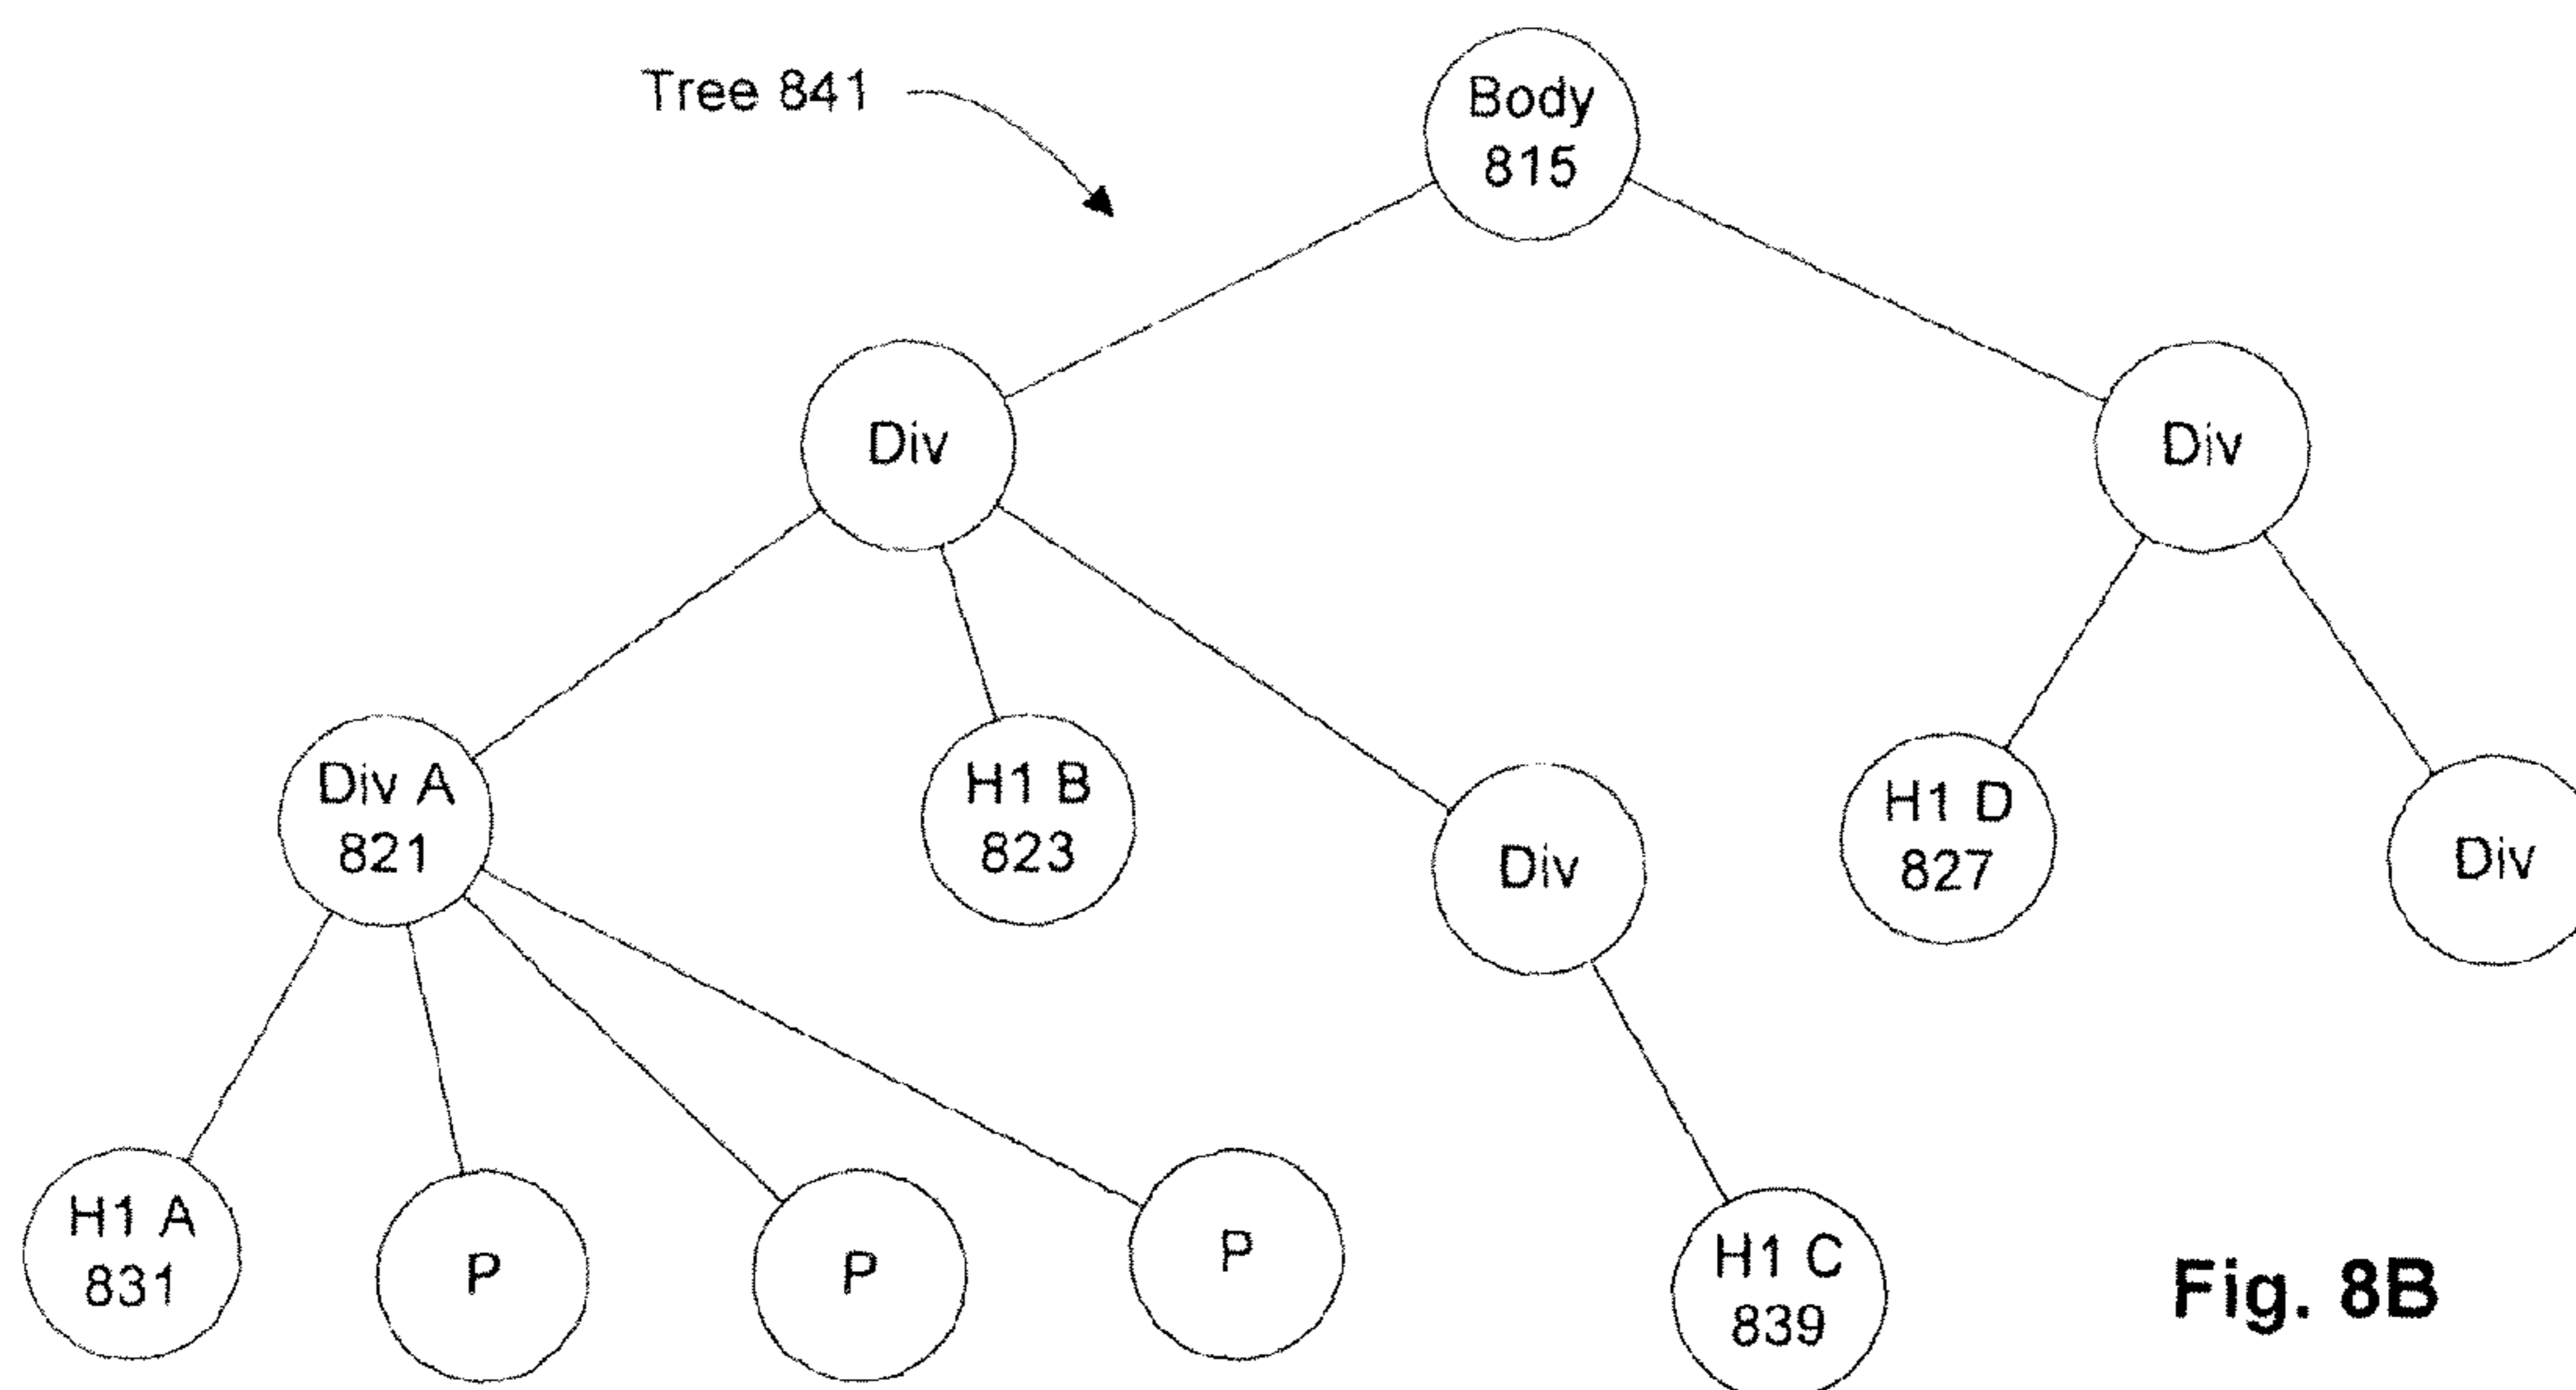 Tree 841
Body
815
Div
Div
Div A
821
H1 B
823
Div
H1 D
827
Div
H1 A
831
P
P
P
H1 C
839
Fig. 8B